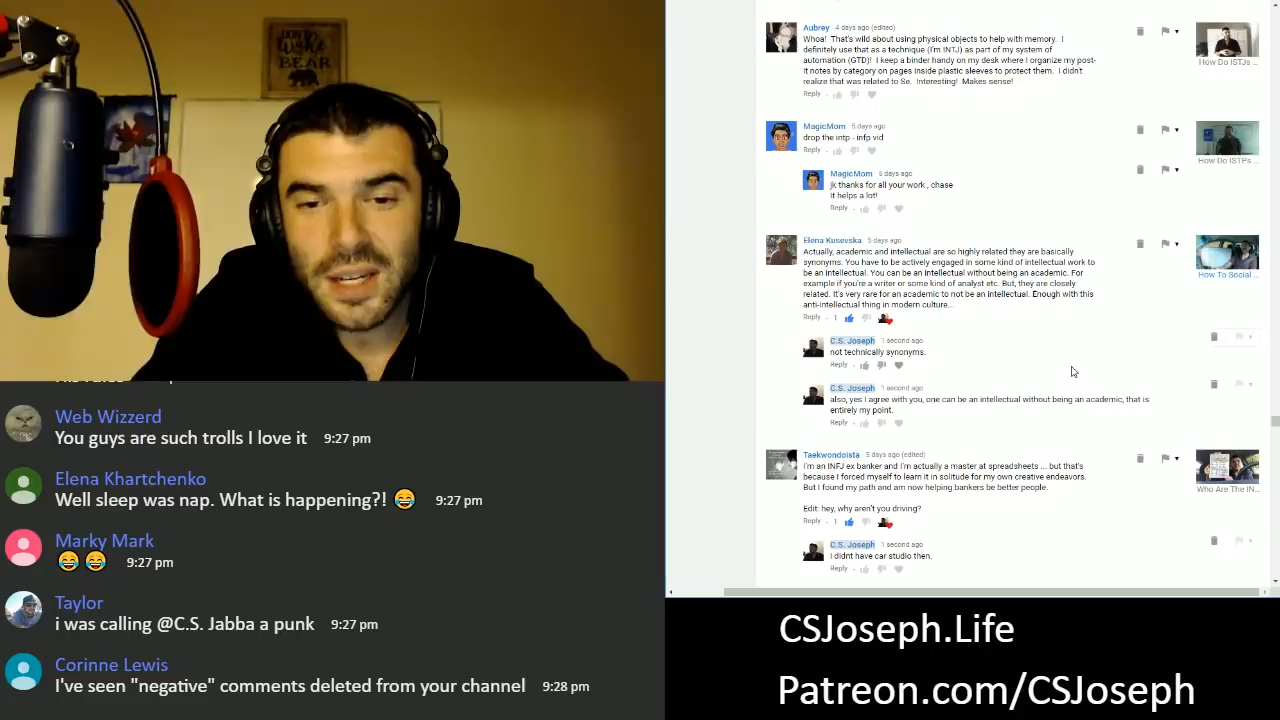 WOKE
BEAR
Web Wizzerd
You guys are such trolls I love it 9:27 pm
Elena Khartchenko
Well sleep was nap. What is happening?! 😂 9:27 pm
Marky Mark
😂 😂 9:27 pm
Taylor
i was calling @C.S. Jabba a punk 9:27 pm
Corinne Lewis
I've seen "negative" comments deleted from your channel 9:28 pm
Aubrey 4 days ago (edited)
Whoa! That's wild about using physical objects to help with memory. I
definitely use that as a technique (I'm INTJ) as part of my system of
automation (GTD)! I keep a binder handy on my desk where I organize my post-
it notes by category on pages inside plastic sleeves to protect them. I didn't
realize that was related to Se. Interesting! Makes sense!
Reply
How Do ISTJs ...
MagicMom 5 days ago
drop the intp - infp vid
Reply
How Do ISTPs ...
MagicMom 5 days ago
jk thanks for all your work , chase
It helps a lot!
Reply
Elena Kusevska 5 days ago
Actually, academic and intellectual are so highly related they are basically
synonyms. You have to be actively engaged in some kind of intellectual work to
be an intellectual. You can be an intellectual without being an academic. For
example if you're a writer or some kind of analyst etc. But, they are closely
related. It's very rare for an academic to not be an intellectual. Enough with this
anti-intellectual thing in modern culture...
Reply · 1
How To Social ...
C.S. Joseph 1 second ago
not technically synonyms.
Reply
C.S. Joseph 1 second ago
also, yes I agree with you, one can be an intellectual without being an academic, that is
entirely my point.
Reply
Taekwondoista 5 days ago (edited)
I'm an INFJ ex banker and I'm actually a master at spreadsheets ... but that's
because I forced myself to learn it in solitude for my own creative endeavors.
But I found my path and am now helping bankers be better people.
Edit: hey, why aren't you driving?
Reply · 1
Who Are The IN...
C.S. Joseph 1 second ago
I didnt have car studio then.
Reply
CSJoseph.Life
Patreon.com/CSJoseph